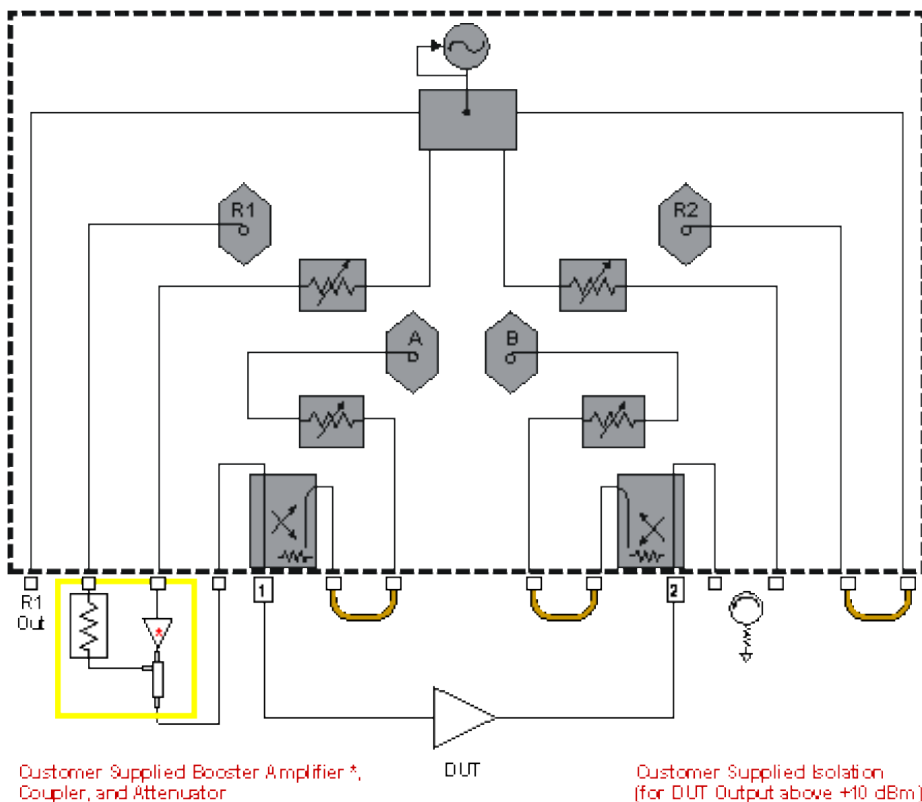 R1
R2
A
B
1
2
R1
Out
*
DUT
Customer Supplied Booster Amplifier *,
Coupler, and Attenuator
Customer Supplied Isolation
(for DUT Output above +10 dBm)